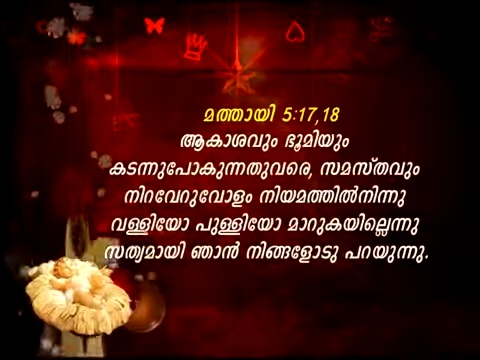 മത്തായി 5:17,18
ആകാശവും ഭൂമിയും
കടന്നുപോകുന്നതുവരെ, സമസ്തവും
നിറവേറുവോളം നിയമത്തിൽനിന്നു
വള്ളിയോ പുള്ളിയോ മാറുകയില്ലെന്നു
സത്യമായി ഞാൻ നിങ്ങളോടു പറയുന്നു.